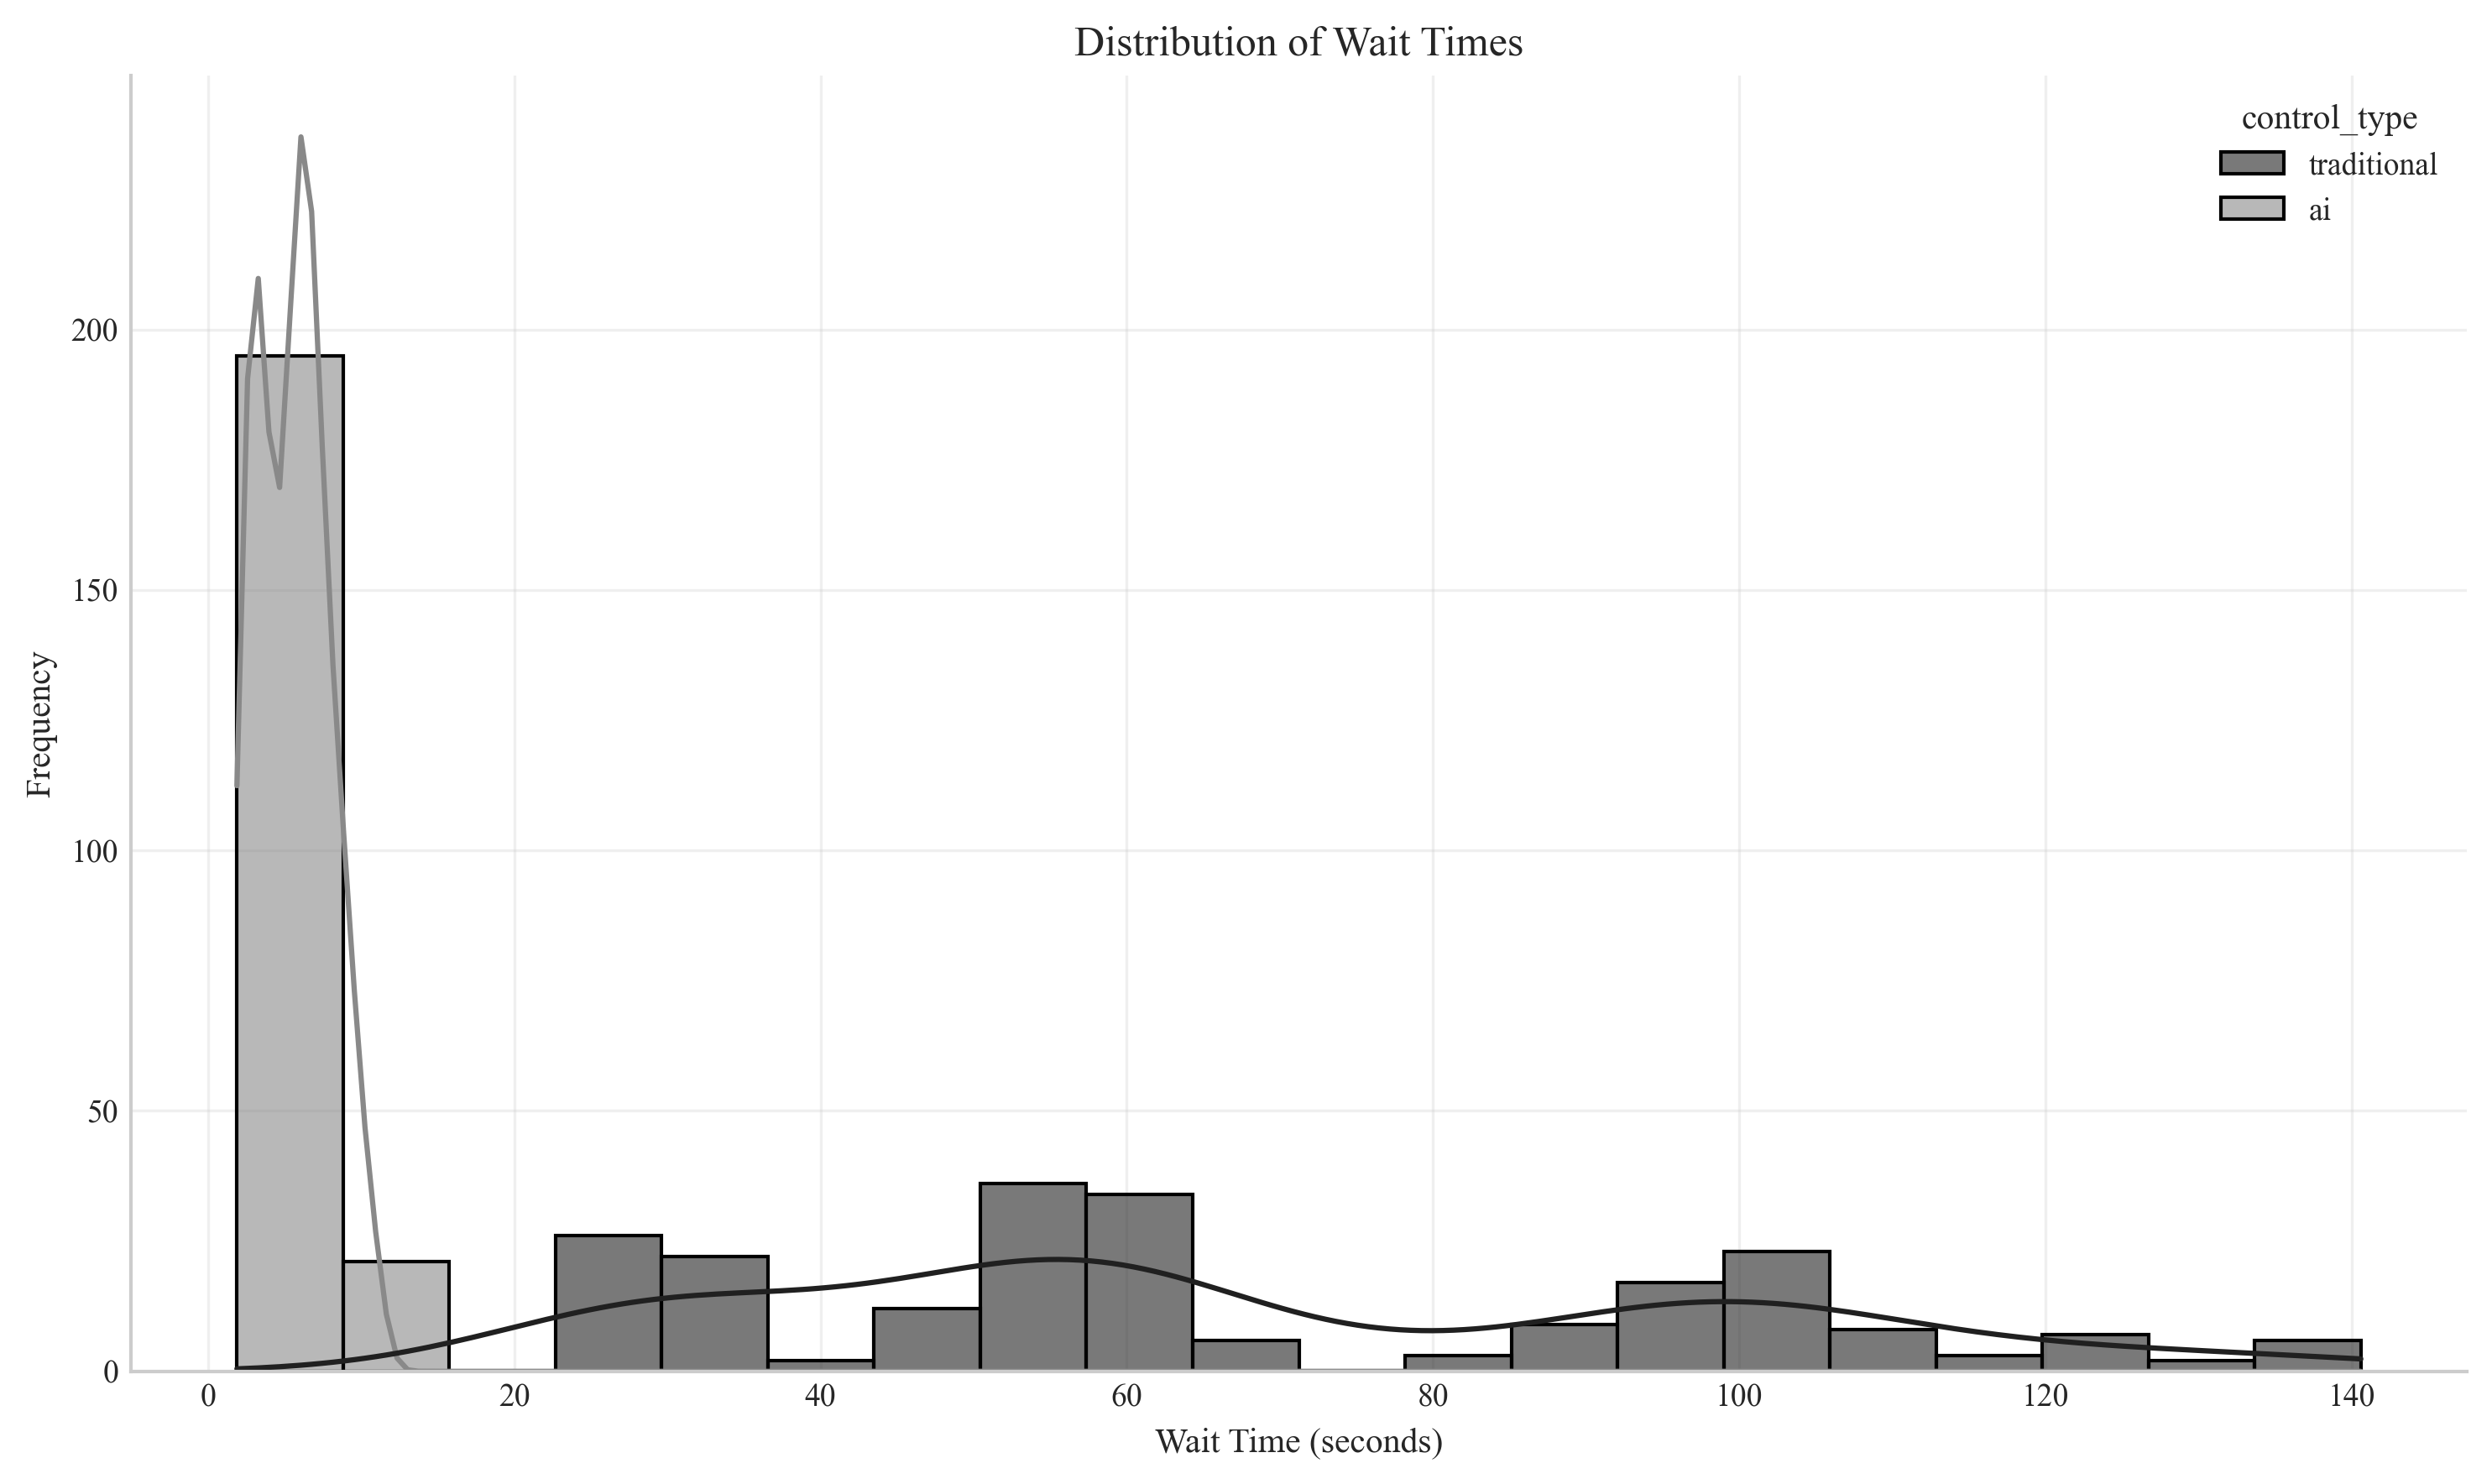 Distribution of Wait Times
control_type
traditional
ai
200
150
100
50
0
Frequency
0 20 40 60 80 100 120 140
Wait Time (seconds)